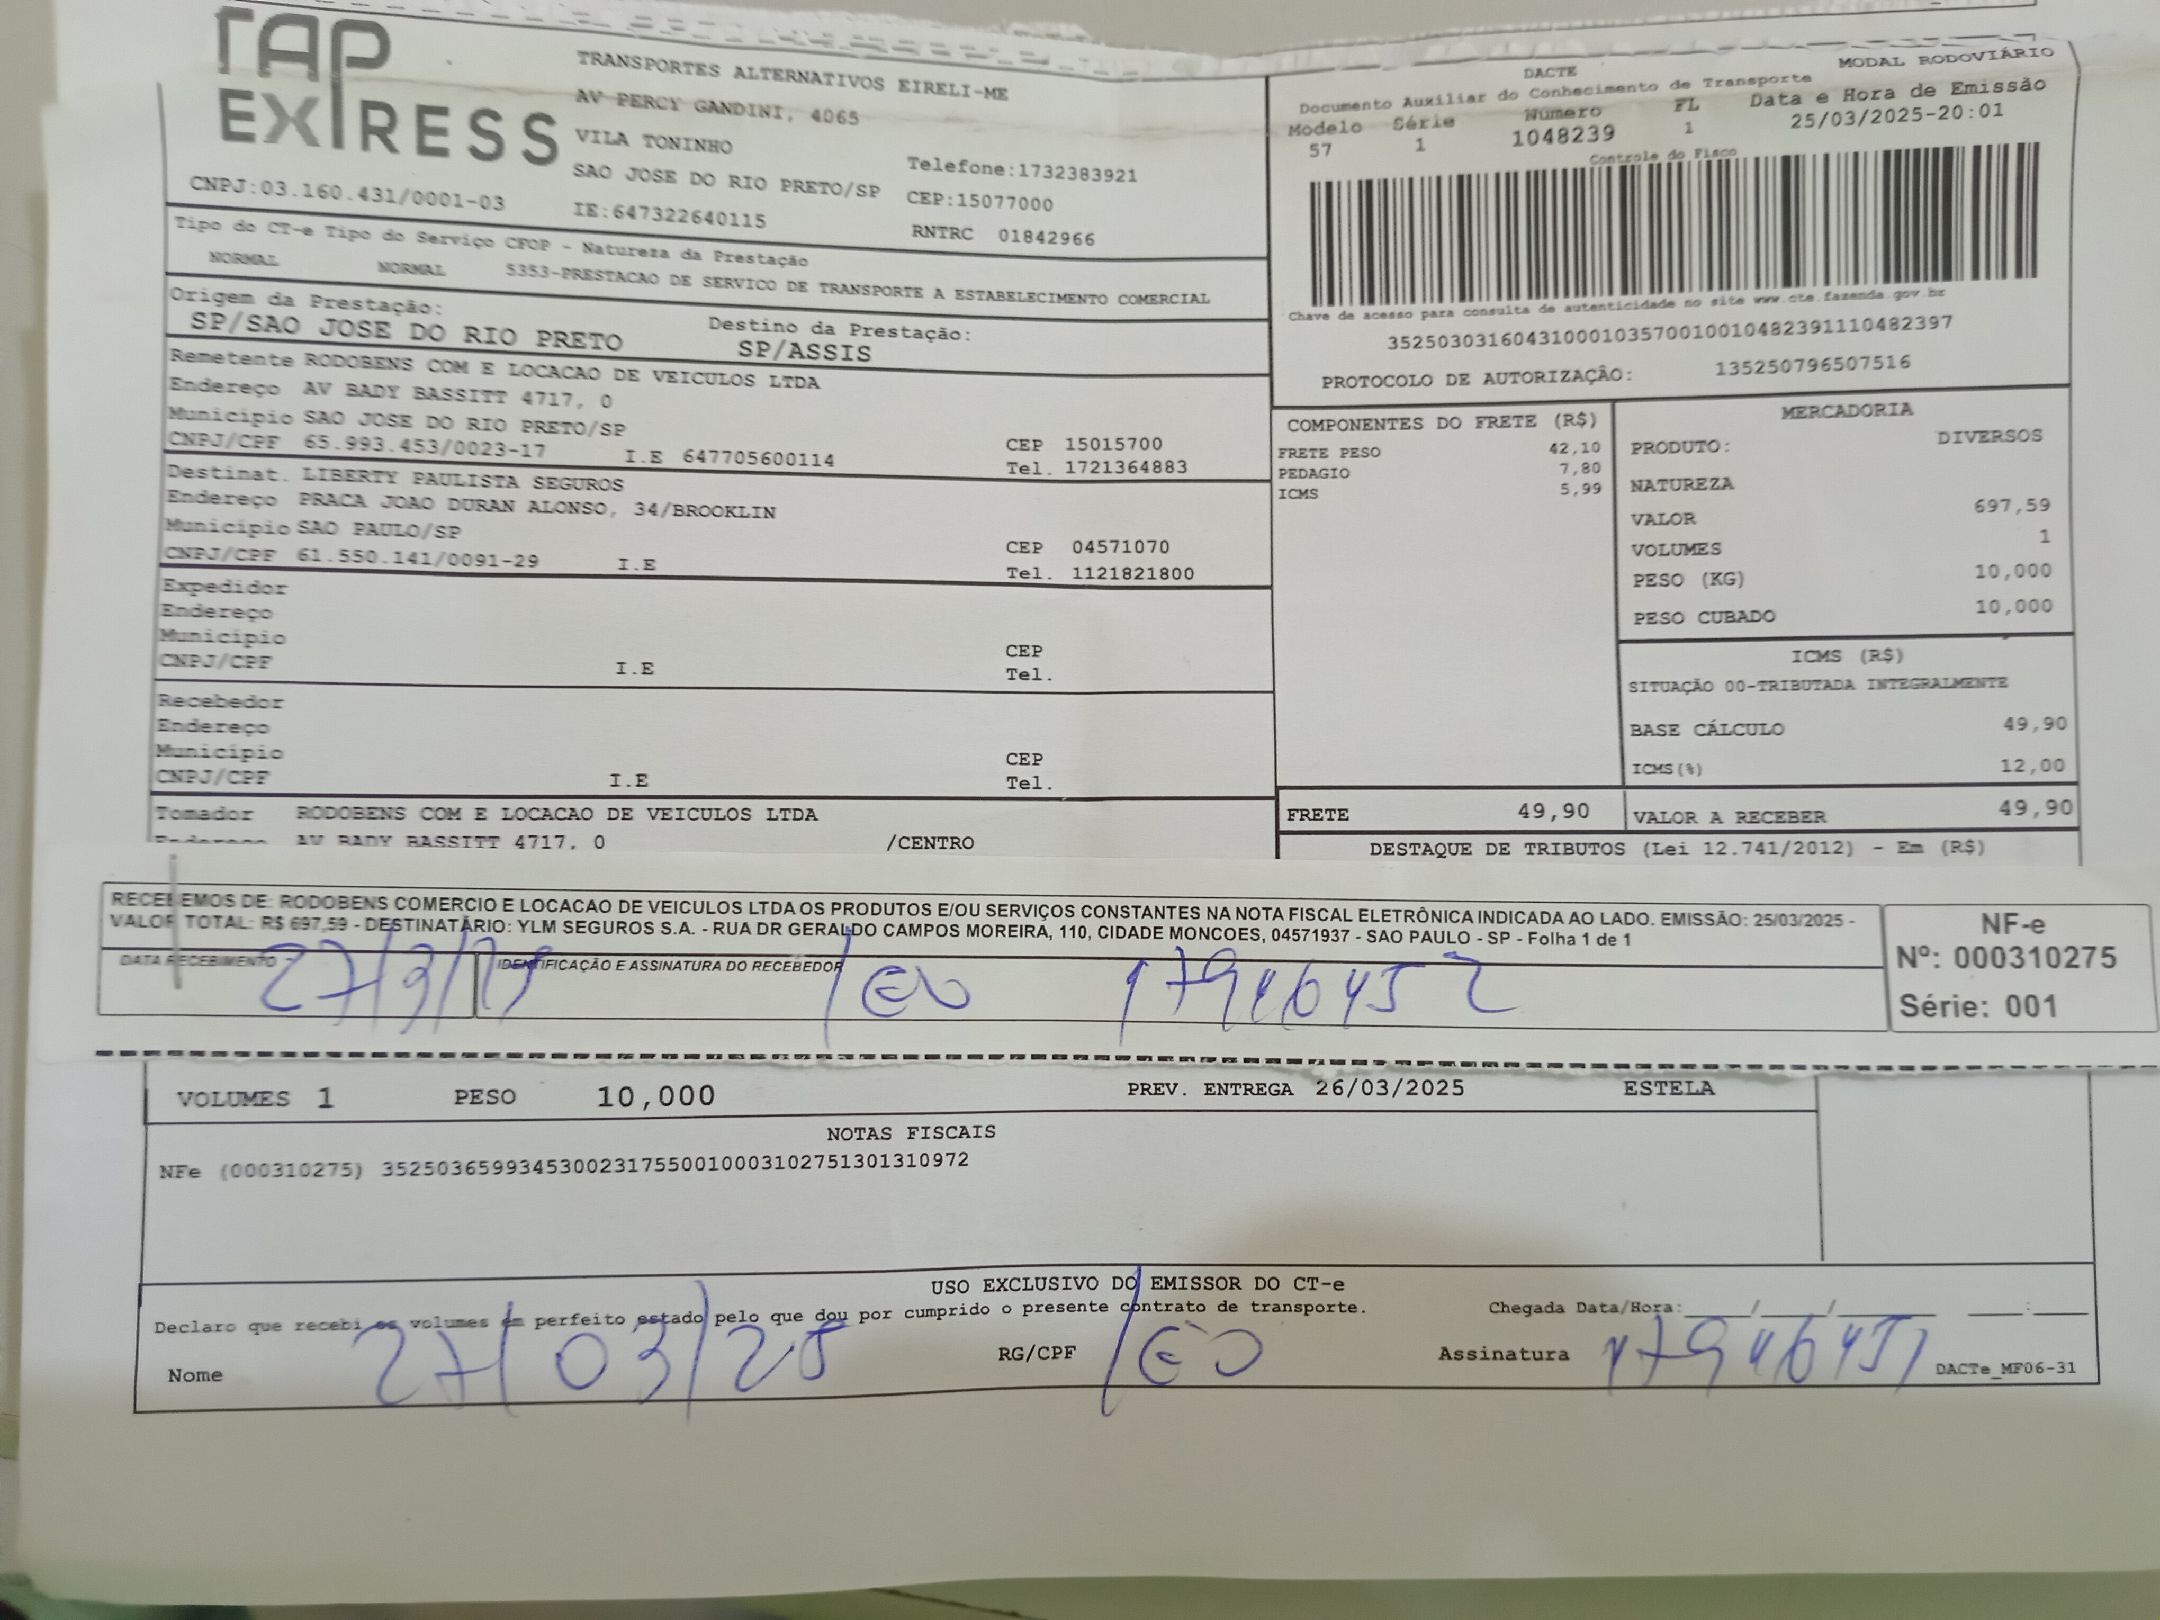 TAP
EXPRESS
TRANSPORTES ALTERNATIVOS EIRELI-ME
AV PERCY GANDINI, 4065
VILA TONINHO
SAO JOSE DO RIO PRETO/SP
Telefone:1732383921
CEP:15077000
CNPJ:03.160.431/0001-03
IE:647322640115
RNTRC 01842966
DACTE
MODAL RODOVIÁRIO
Documento Auxiliar do Conhecimento de Transporte
Modelo Série Número FL Data e Hora de Emissão
57 1 1048239 1 25/03/2025-20:01
Controle do Fisco
Chave de acesso para consulta de autenticidade no site www.cte.fazenda.gov.br
35250303160431000103570010010482391110482397
PROTOCOLO DE AUTORIZAÇÃO: 135250796507516
Tipo do CT-e Tipo do Serviço CFOP - Natureza da Prestação
NORMAL NORMAL 5353-PRESTACAO DE SERVICO DE TRANSPORTE A ESTABELECIMENTO COMERCIAL
Origem da Prestação: Destino da Prestação:
SP/SAO JOSE DO RIO PRETO SP/ASSIS
Remetente RODOBENS COM E LOCACAO DE VEICULOS LTDA
Endereço AV BADY BASSITT 4717, 0
Município SAO JOSE DO RIO PRETO/SP CEP 15015700
CNPJ/CPF 65.993.453/0023-17 I.E 647705600114 Tel. 1721364883
Destinat. LIBERTY PAULISTA SEGUROS
Endereço PRACA JOAO DURAN ALONSO, 34/BROOKLIN
Município SAO PAULO/SP CEP 04571070
CNPJ/CPF 61.550.141/0091-29 I.E Tel. 1121821800
Expedidor
Endereço
Município CEP
CNPJ/CPF I.E Tel.
Recebedor
Endereço
Município CEP
CNPJ/CPF I.E Tel.
Tomador RODOBENS COM E LOCACAO DE VEICULOS LTDA
Endereço AV BADY BASSITT 4717, 0 /CENTRO
COMPONENTES DO FRETE (R$)
FRETE PESO 42,10
PEDAGIO 7,80
ICMS 5,99
MERCADORIA
PRODUTO: DIVERSOS
NATUREZA
VALOR 697,59
VOLUMES 1
PESO (KG) 10,000
PESO CUBADO 10,000
ICMS (R$)
SITUAÇÃO 00-TRIBUTADA INTEGRALMENTE
BASE CÁLCULO 49,90
ICMS(%) 12,00
FRETE 49,90 VALOR A RECEBER 49,90
DESTAQUE DE TRIBUTOS (Lei 12.741/2012) - Em (R$)
RECEBEMOS DE: RODOBENS COMERCIO E LOCACAO DE VEICULOS LTDA OS PRODUTOS E/OU SERVIÇOS CONSTANTES NA NOTA FISCAL ELETRÔNICA INDICADA AO LADO. EMISSÃO: 25/03/2025 -
VALOR TOTAL: R$ 697,59 - DESTINATÁRIO: YLM SEGUROS S.A. - RUA DR GERALDO CAMPOS MOREIRA, 110, CIDADE MONCOES, 04571937 - SAO PAULO - SP - Folha 1 de 1
DATA RECEBIMENTO IDENTIFICAÇÃO E ASSINATURA DO RECEBEDOR
27/3/25
NF-e
Nº: 000310275
Série: 001
VOLUMES 1 PESO 10,000 PREV. ENTREGA 26/03/2025 ESTELA
NOTAS FISCAIS
NFe (000310275) 35250365993453002317550010003102751301310972
USO EXCLUSIVO DO EMISSOR DO CT-e
Declaro que recebi os volumes em perfeito estado pelo que dou por cumprido o presente contrato de transporte. Chegada Data/Hora: / / :
Nome 27/03/25 RG/CPF Assinatura DACTe_MF06-31